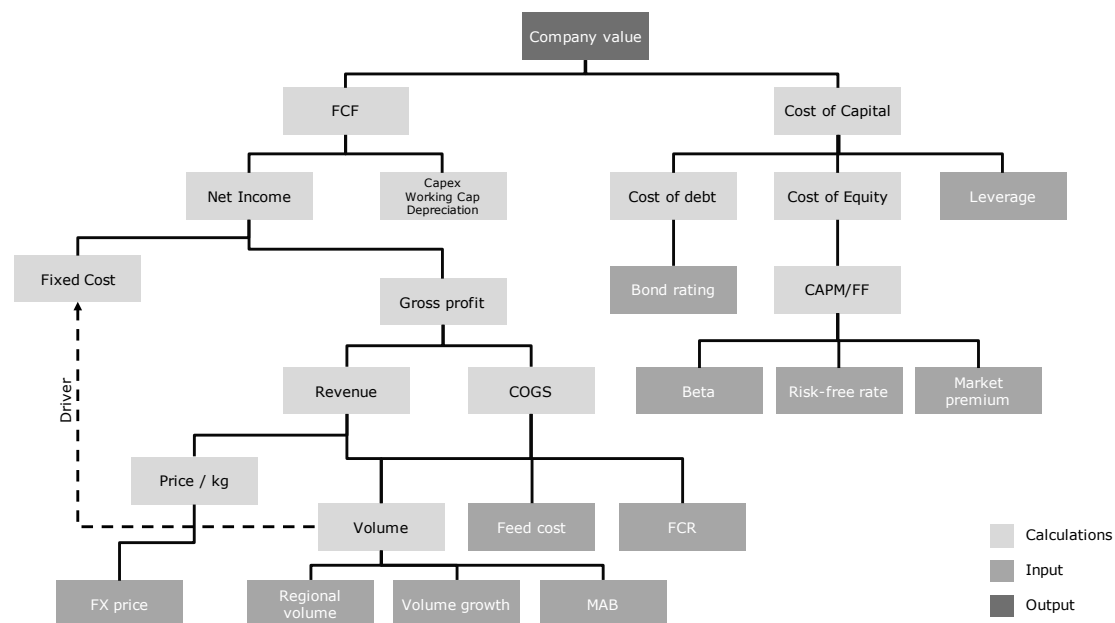 Company value
FCF
Cost of Capital
Net Income
Capex
Working Cap
Depreciation
Cost of debt
Cost of Equity
Leverage
Fixed Cost
Gross profit
Bond rating
CAPM/FF
Revenue
COGS
Beta
Risk-free rate
Market
premium
Driver
Price / kg
Volume
Feed cost
FCR
FX price
Regional
volume
Volume growth
MAB
Calculations
Input
Output